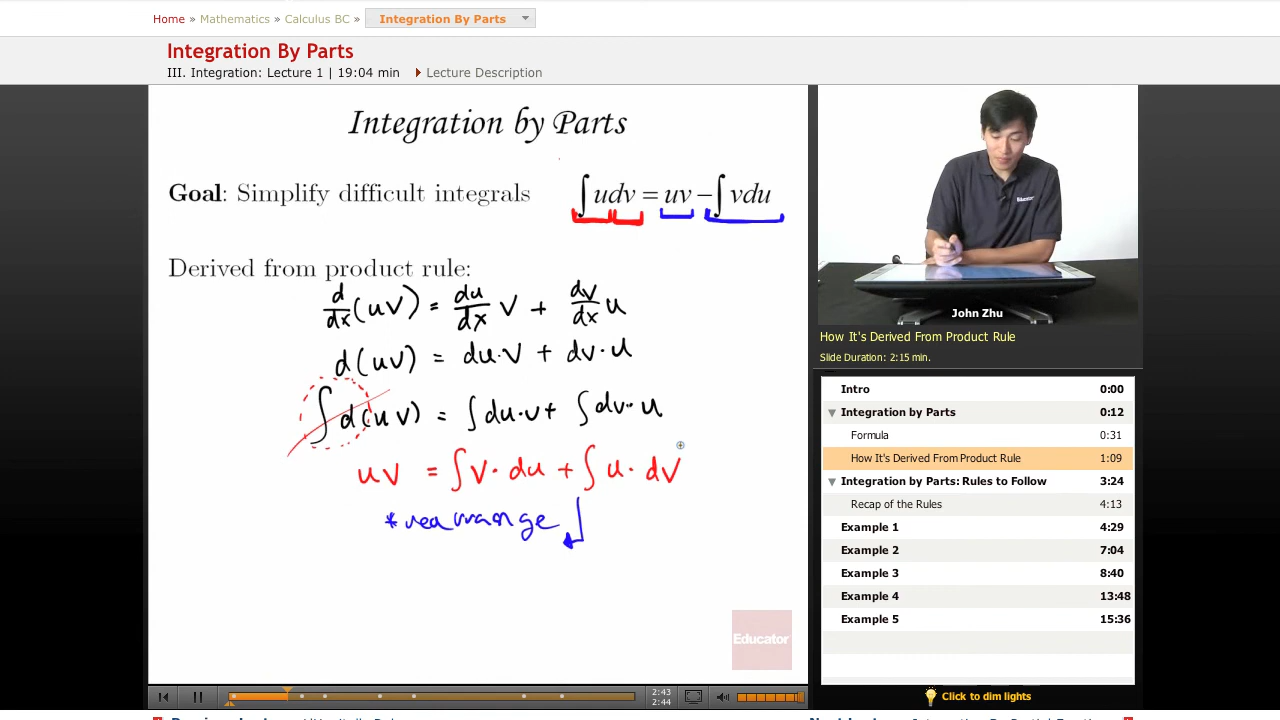 Home » Mathematics » Calculus BC » Integration By Parts
Integration By Parts
III. Integration: Lecture 1 | 19:04 min Lecture Description
Integration by Parts
Goal: Simplify difficult integrals ∫udv = uv − ∫vdu
Derived from product rule:
d/dx (uv) = du/dx v + dv/dx u
d(uv) = du·v + dv·u
∫d(uv) = ∫du·v + ∫dv·u
uv = ∫v·du + ∫u·dv
*rearrange
Educator
2:43
2:44
Educator
John Zhu
How It's Derived From Product Rule
Slide Duration: 2:15 min.
Intro 0:00
Integration by Parts 0:12
Formula 0:31
How It's Derived From Product Rule 1:09
Integration by Parts: Rules to Follow 3:24
Recap of the Rules 4:13
Example 1 4:29
Example 2 7:04
Example 3 8:40
Example 4 13:48
Example 5 15:36
Click to dim lights